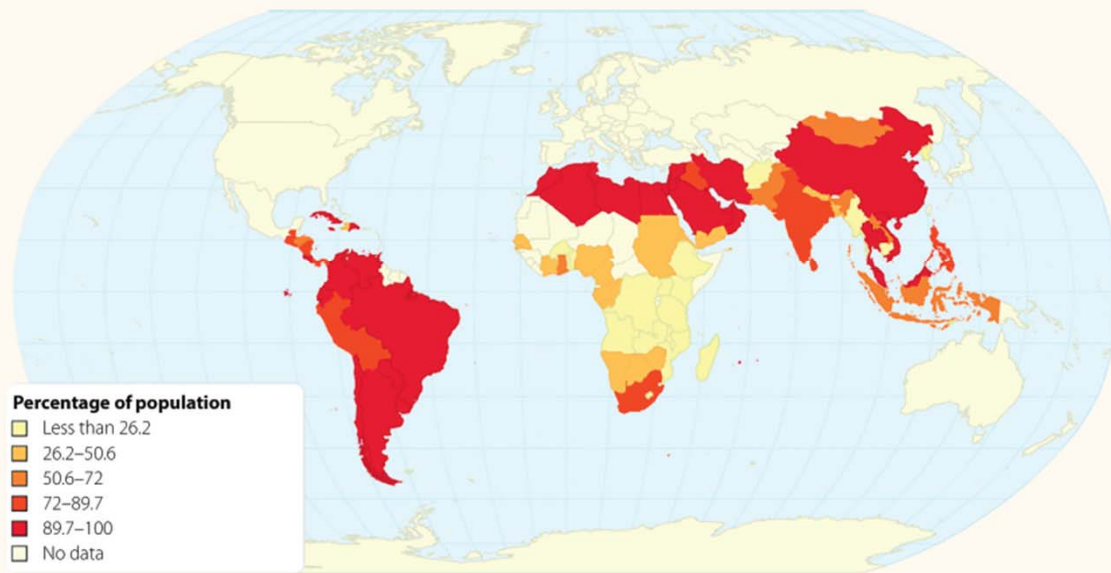 Percentage of population
Less than 26.2
26.2–50.6
50.6–72
72–89.7
89.7–100
No data